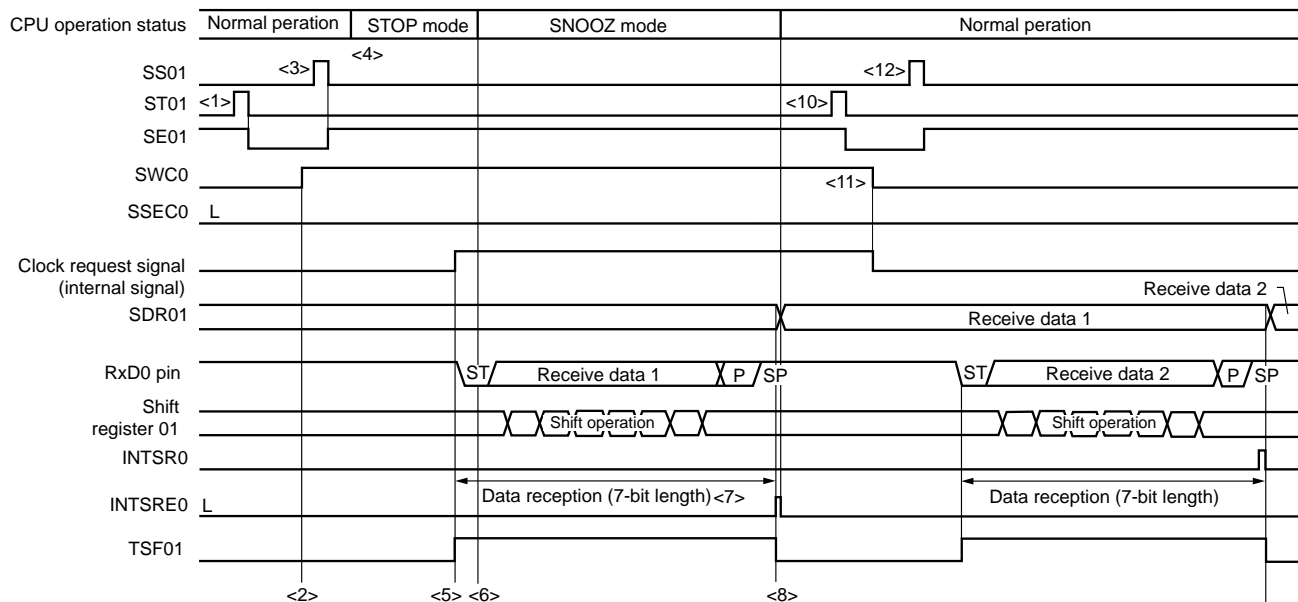 CPU operation status Normal peration STOP mode SNOOZ mode Normal peration
<4>
SS01 <3> <12>
ST01 <1> <10>
SE01
SWC0 <11>
SSEC0 L
Clock request signal
(internal signal) Receive data 2
SDR01 Receive data 1
RxD0 pin ST Receive data 1 P SP ST Receive data 2 P SP
Shift
register 01 Shift operation Shift operation
INTSR0
Data reception (7-bit length) <7> Data reception (7-bit length)
INTSRE0 L
TSF01
<2> <5> <6> <8>